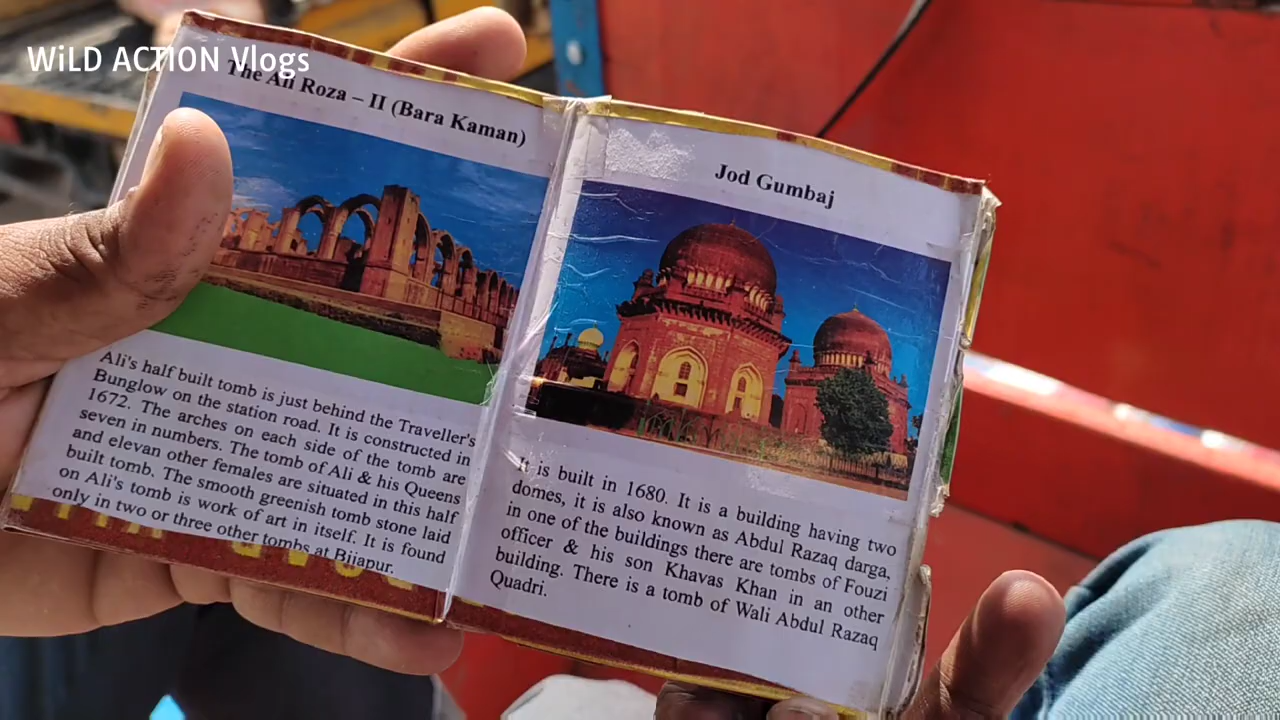 WiLD ACTION Vlogs
The Ali Roza – II (Bara Kaman)
Ali's half built tomb is just behind the Traveller's
Bunglow on the station road. It is constructed in
1672. The arches on each side of the tomb are
seven in numbers. The tomb of Ali & his Queens
and elevan other females are situated in this half
built tomb. The smooth greenish tomb stone laid
on Ali's tomb is work of art in itself. It is found
only in two or three other tombs at Bijapur.
Jod Gumbaj
It is built in 1680. It is a building having two
domes, it is also known as Abdul Razaq darga,
in one of the buildings there are tombs of Fouzi
officer & his son Khavas Khan in an other
building. There is a tomb of Wali Abdul Razaq
Quadri.